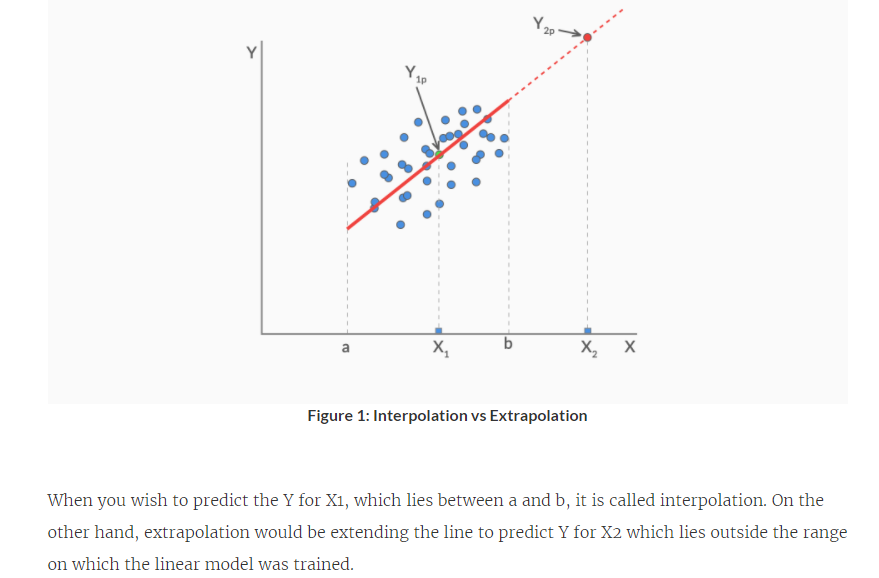 Y₂ₚ
Y
Y₁ₚ
a X₁ b X₂ X
Figure 1: Interpolation vs Extrapolation
When you wish to predict the Y for X1, which lies between a and b, it is called interpolation. On the
other hand, extrapolation would be extending the line to predict Y for X2 which lies outside the range
on which the linear model was trained.